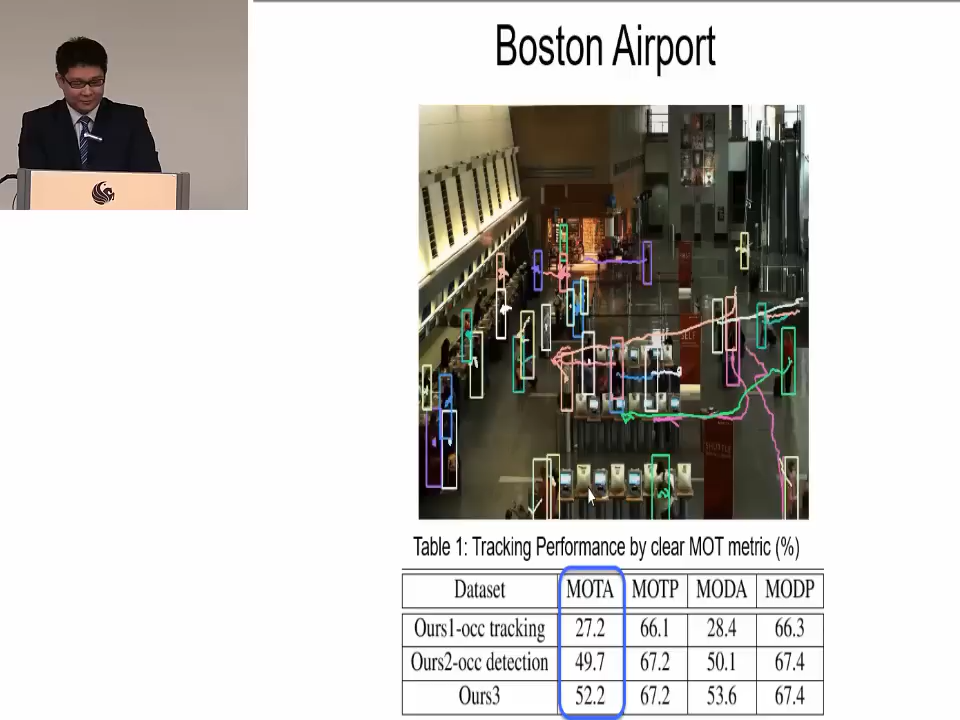 Boston Airport
Table 1: Tracking Performance by clear MOT metric (%)
Dataset MOTA MOTP MODA MODP
Ours1-occ tracking 27.2 66.1 28.4 66.3
Ours2-occ detection 49.7 67.2 50.1 67.4
Ours3 52.2 67.2 53.6 67.4